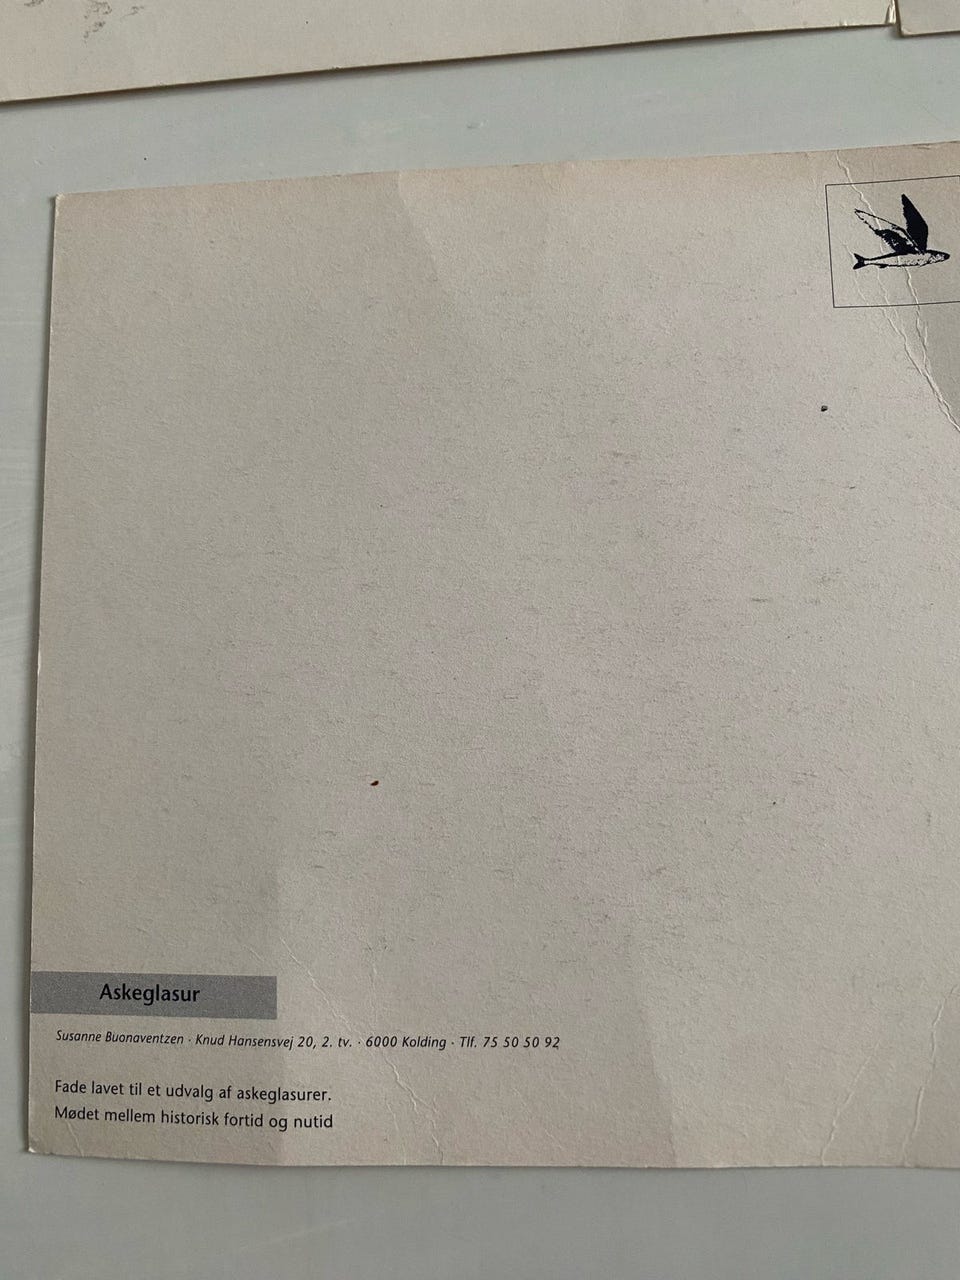 Askeglasur
Susanne Buonaventzen · Knud Hansensvej 20, 2. tv. · 6000 Kolding · Tlf. 75 50 50 92
Fade lavet til et udvalg af askeglasurer.
Mødet mellem historisk fortid og nutid